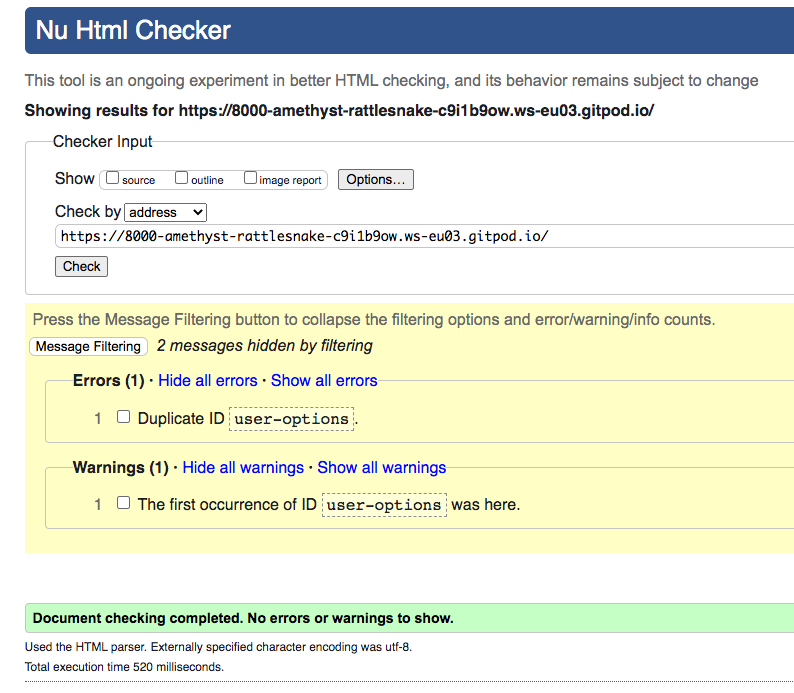 Nu Html Checker
This tool is an ongoing experiment in better HTML checking, and its behavior remains subject to change
Showing results for https://8000-amethyst-rattlesnake-c9i1b9ow.ws-eu03.gitpod.io/
Checker Input
Show source outline image report Options...
Check by address
https://8000-amethyst-rattlesnake-c9i1b9ow.ws-eu03.gitpod.io/
Check
Press the Message Filtering button to collapse the filtering options and error/warning/info counts.
Message Filtering 2 messages hidden by filtering
Errors (1) · Hide all errors · Show all errors
1 Duplicate ID user-options.
Warnings (1) · Hide all warnings · Show all warnings
1 The first occurrence of ID user-options was here.
Document checking completed. No errors or warnings to show.
Used the HTML parser. Externally specified character encoding was utf-8.
Total execution time 520 milliseconds.